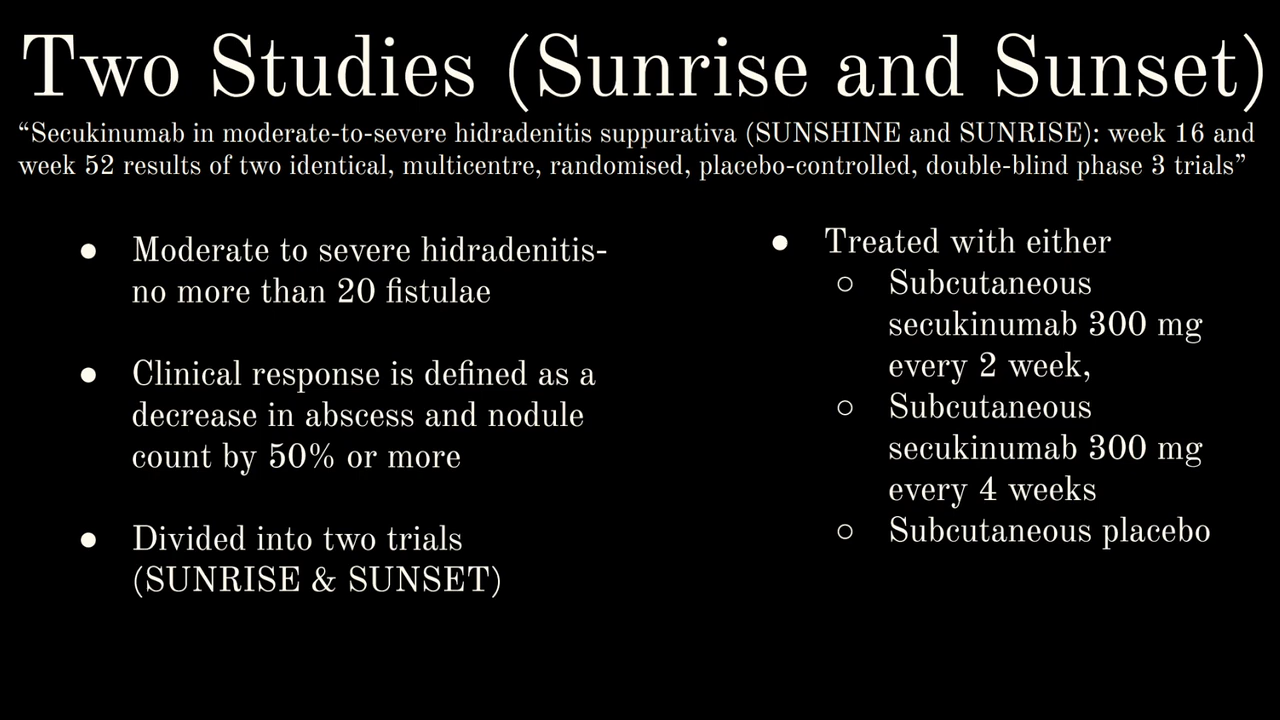 Two Studies (Sunrise and Sunset)
“Secukinumab in moderate-to-severe hidradenitis suppurativa (SUNSHINE and SUNRISE): week 16 and
week 52 results of two identical, multicentre, randomised, placebo-controlled, double-blind phase 3 trials”
● Moderate to severe hidradenitis-
no more than 20 fistulae
● Clinical response is defined as a
decrease in abscess and nodule
count by 50% or more
● Divided into two trials
(SUNRISE & SUNSET)
● Treated with either
○ Subcutaneous
secukinumab 300 mg
every 2 week,
○ Subcutaneous
secukinumab 300 mg
every 4 weeks
○ Subcutaneous placebo